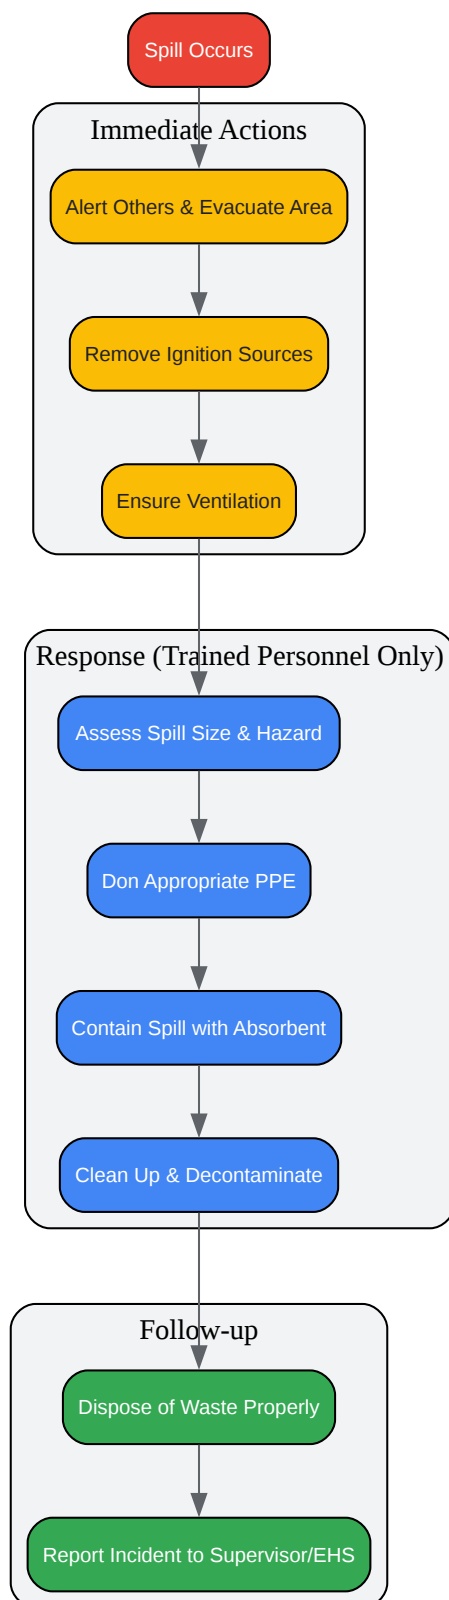 Spill Occurs
Immediate Actions
Alert Others & Evacuate Area
Remove Ignition Sources
Ensure Ventilation
Response (Trained Personnel Only)
Assess Spill Size & Hazard
Don Appropriate PPE
Contain Spill with Absorbent
Clean Up & Decontaminate
Follow-up
Dispose of Waste Properly
Report Incident to Supervisor/EHS